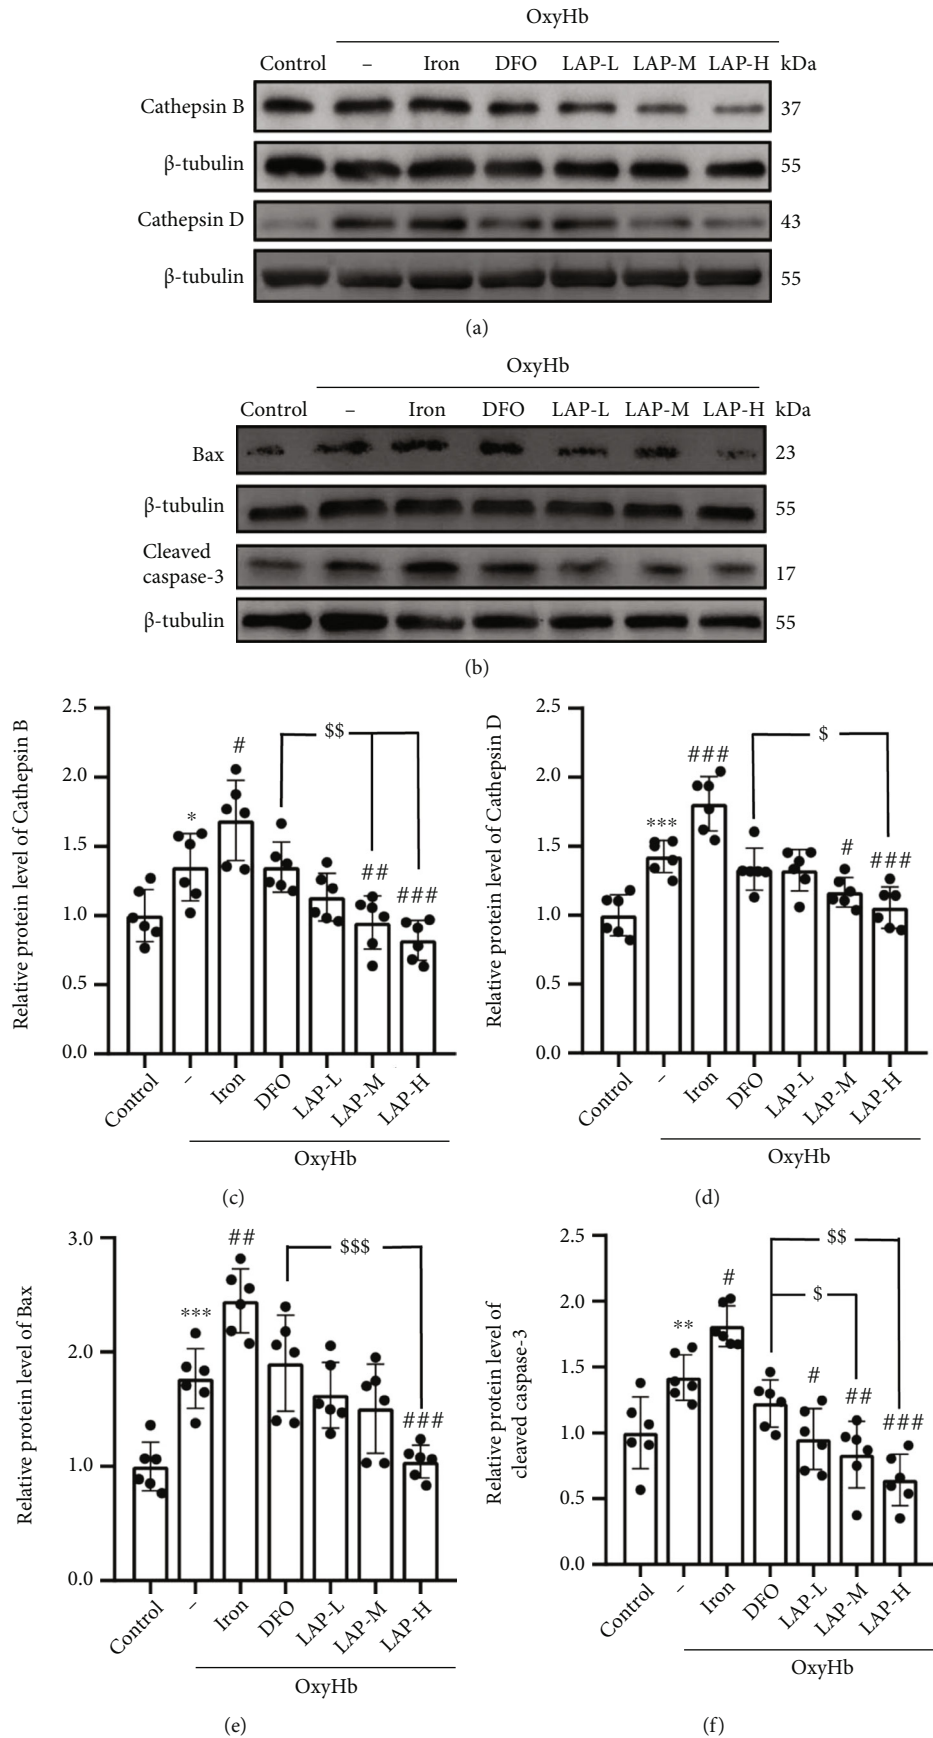 OxyHb
Control – Iron DFO LAP-L LAP-M LAP-H kDa
Cathepsin B 37
β-tubulin 55
Cathepsin D 43
β-tubulin 55
(a)
OxyHb
Control – Iron DFO LAP-L LAP-M LAP-H kDa
Bax 23
β-tubulin 55
Cleaved
caspase-3 17
β-tubulin 55
(b)
Relative protein level of Cathepsin B
2.5
2.0
1.5
1.0
0.5
0.0
* # $$ ## ###
Control – Iron DFO LAP-L LAP-M LAP-H
OxyHb
(c)
Relative protein level of Cathepsin D
2.5
2.0
1.5
1.0
0.5
0.0
*** ### $ # ###
Control – Iron DFO LAP-L LAP-M LAP-H
OxyHb
(d)
Relative protein level of Bax
3.0
2.0
1.0
0.0
*** ## $$$ ###
Control – Iron DFO LAP-L LAP-M LAP-H
OxyHb
(e)
Relative protein level of
cleaved caspase-3
2.5
2.0
1.5
1.0
0.5
0.0
** # $$ $ # ## ###
Control – Iron DFO LAP-L LAP-M LAP-H
OxyHb
(f)